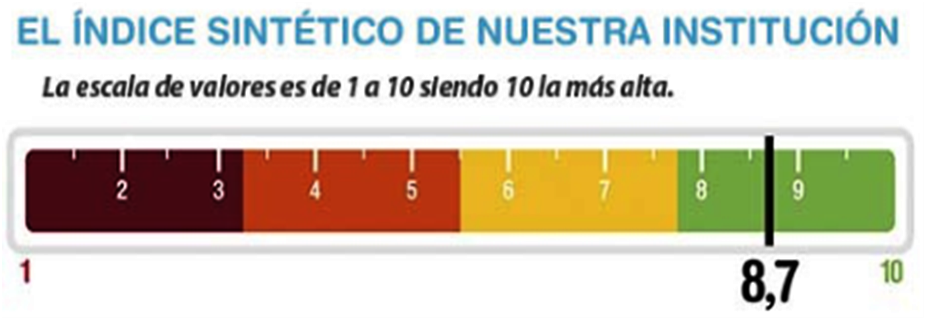 EL ÍNDICE SINTÉTICO DE NUESTRA INSTITUCIÓN
La escala de valores es de 1 a 10 siendo 10 la más alta.
2 3 4 5 6 7 8 9
1 8,7 10